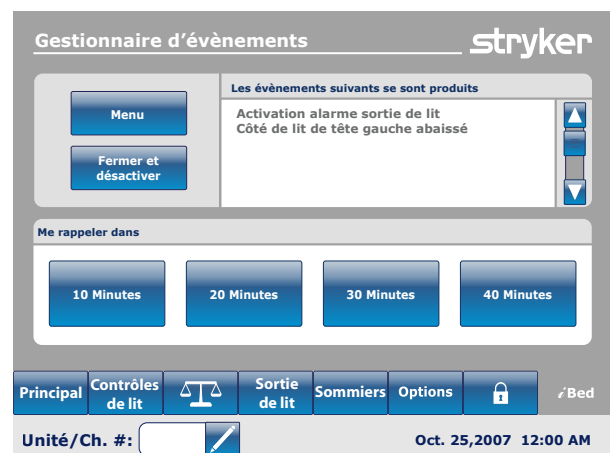 Gestionnaire d'évènements
stryker
Les évènements suivants se sont produits
Menu
Activation alarme sortie de lit
Côté de lit de tête gauche abaissé
Fermer et
désactiver
Me rappeler dans
10 Minutes
20 Minutes
30 Minutes
40 Minutes
Principal
Contrôles
de lit
Sortie
de lit
Sommiers
Options
iBed
Unité/Ch. #:
Oct. 25,2007 12:00 AM